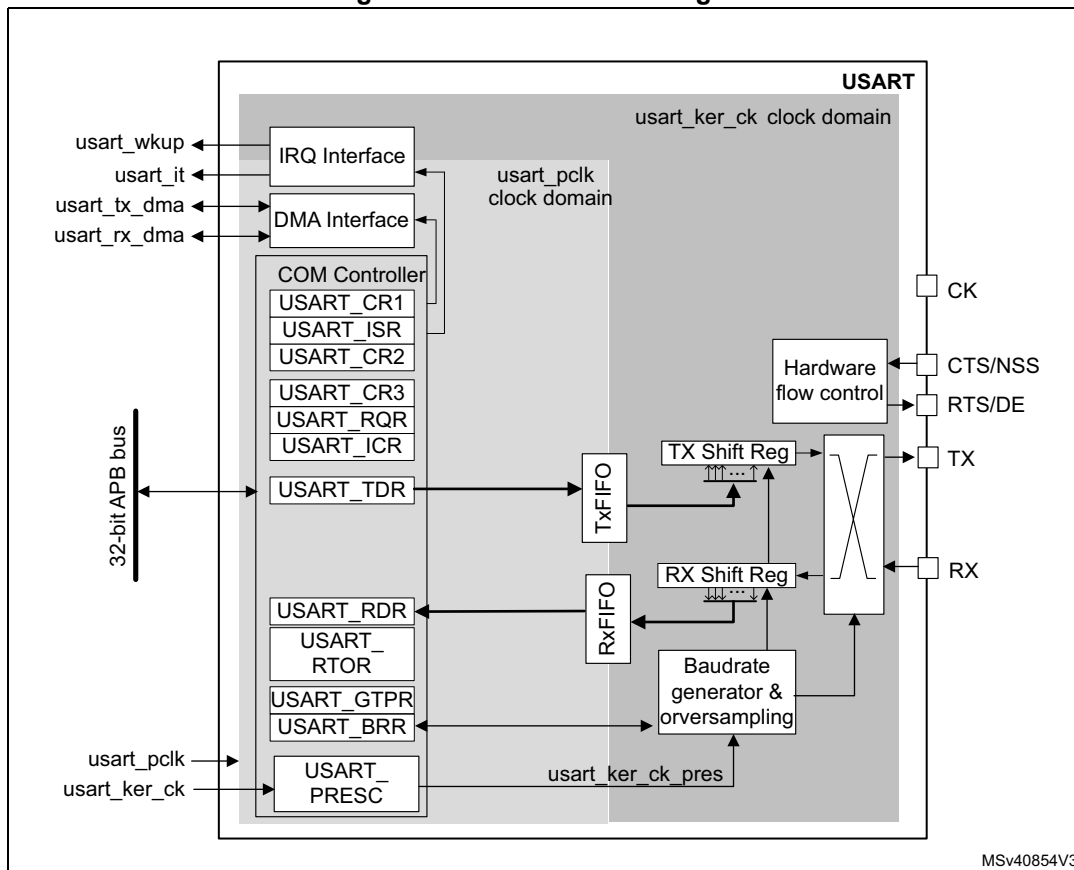 USART
usart_ker_ck clock domain
usart_wkup
usart_it
usart_tx_dma
usart_rx_dma
IRQ Interface
DMA Interface
usart_pclk
clock domain
COM Controller
USART_CR1
USART_ISR
USART_CR2
USART_CR3
USART_RQR
USART_ICR
USART_TDR
USART_RDR
USART_
RTOR
USART_GTPR
USART_BRR
USART_
PRESC
32-bit APB bus
usart_pclk
usart_ker_ck
TxFIFO
RxFIFO
TX Shift Reg
...
RX Shift Reg
...
Hardware
flow control
Baudrate
generator &
orversampling
usart_ker_ck_pres
CK
CTS/NSS
RTS/DE
TX
RX
MSv40854V3